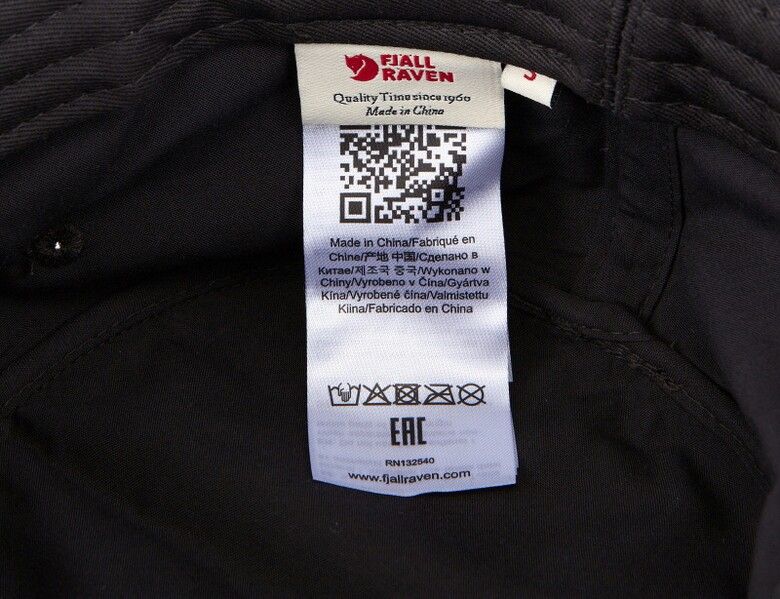 FJÄLL
RÄVEN
Quality Time since 1960
Made in China
Made in China/Fabriqué en
Chine/产地 中国/Сделано в
Китае/제조국 중국/Wykonano w
Chiny/Vyrobeno v Čína/Gyártva
Kína/Vyrobené čína/Valmistettu
Kiina/Fabricado en China
EAC
RN132540
www.fjallraven.com